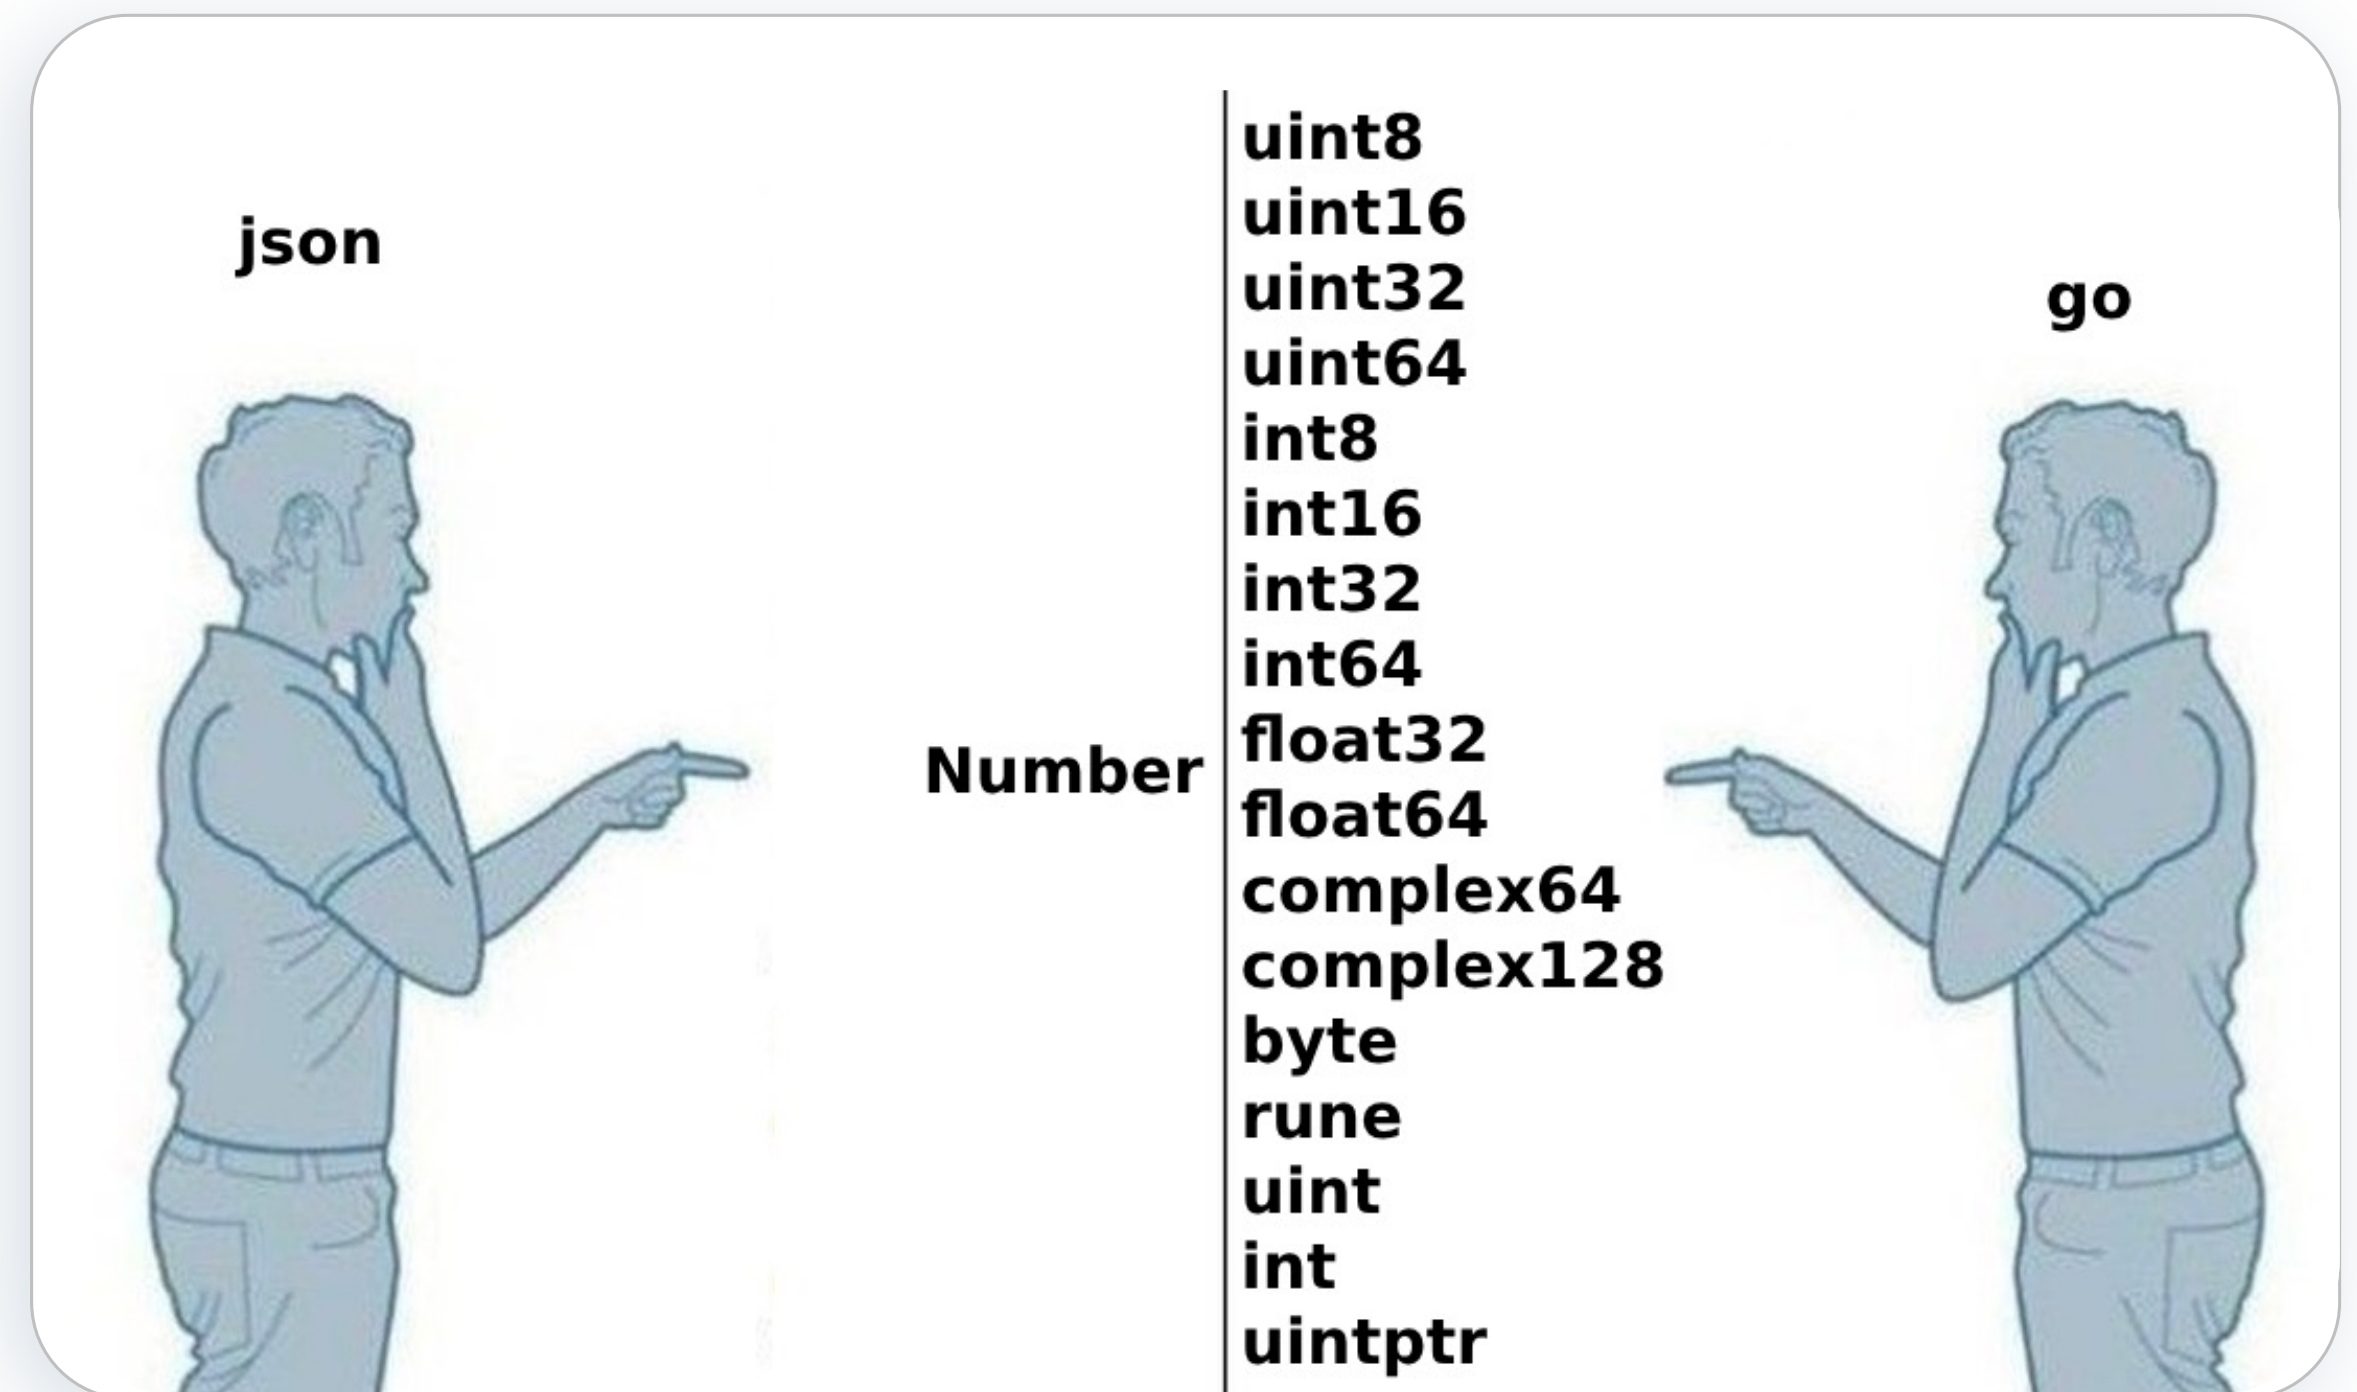 json
go
Number
uint8
uint16
uint32
uint64
int8
int16
int32
int64
float32
float64
complex64
complex128
byte
rune
uint
int
uintptr